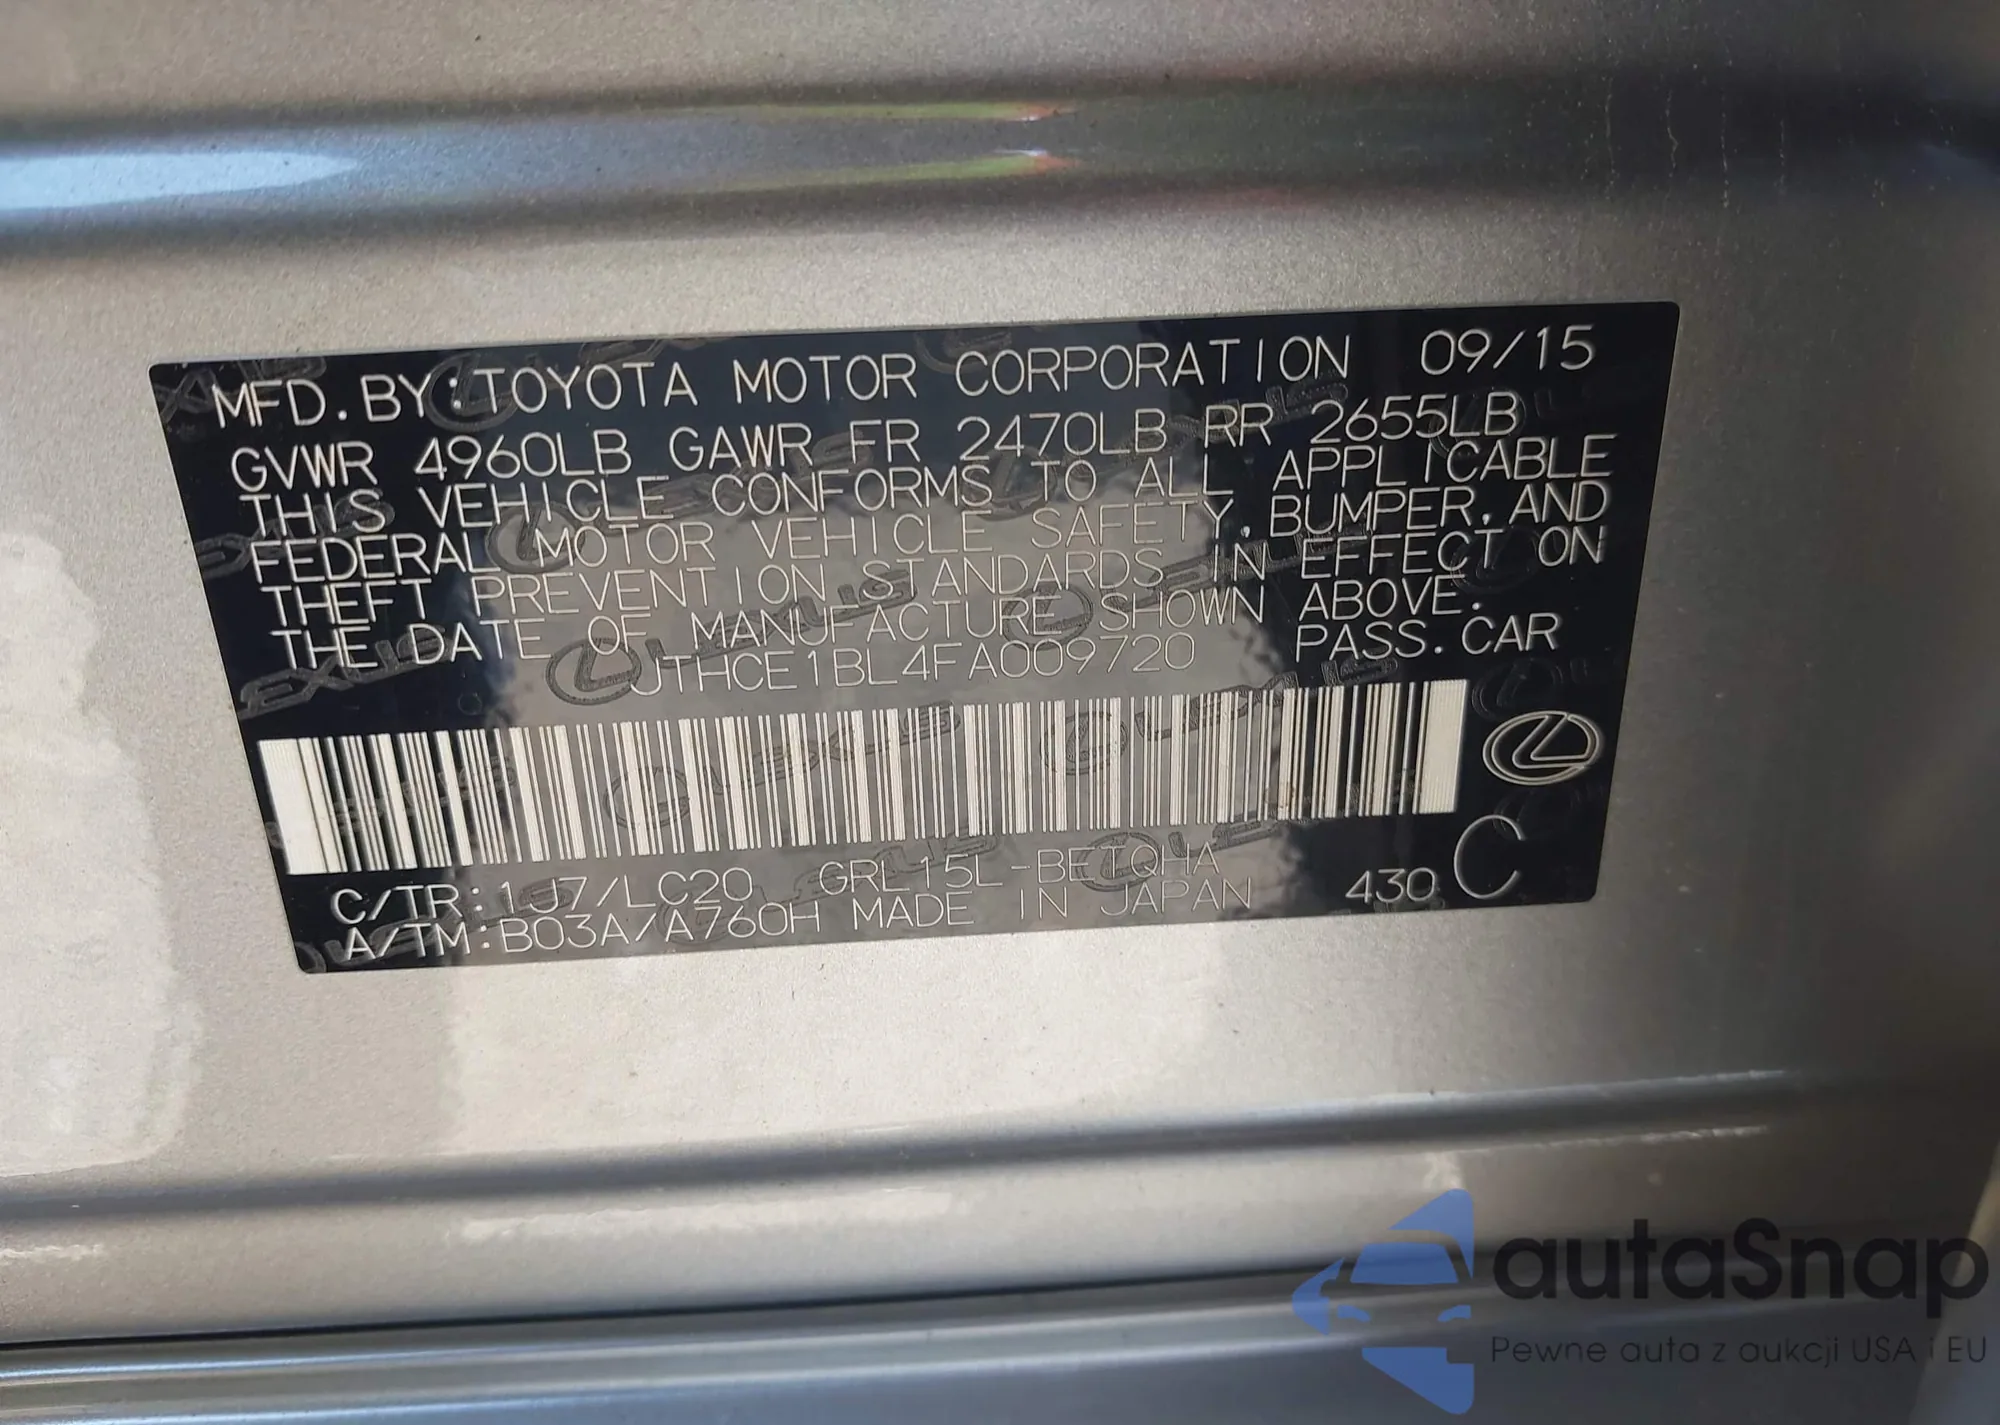 MFD. BY: TOYOTA MOTOR CORPORATION 09/15
GVWR 4960LB GAWR FR 2470LB RR 2655LB
THIS VEHICLE CONFORMS TO ALL APPLICABLE
FEDERAL MOTOR VEHICLE SAFETY, BUMPER, AND
THEFT PREVENTION STANDARDS IN EFFECT ON
THE DATE OF MANUFACTURE SHOWN ABOVE.
JTHCE1BL4FA009720 PASS. CAR
C/TR: 1J7/LC20 GRL15L-BETQHA 430 C
A/TM: B03A/A760H MADE IN JAPAN
autaSnap
Pewne auta z aukcji USA i EU